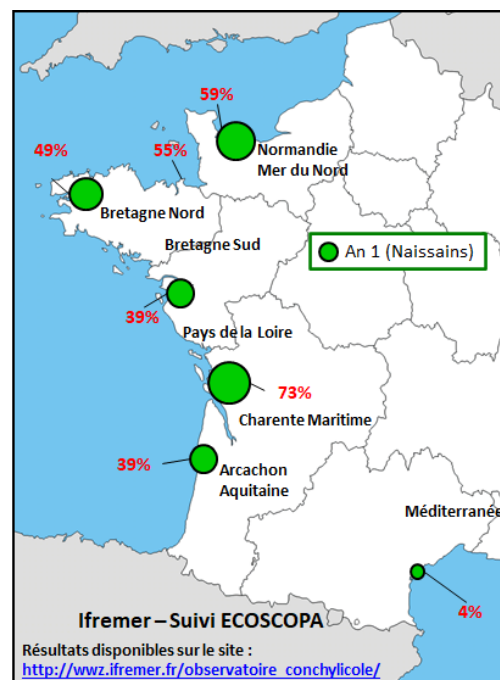 59%
Normandie
Mer du Nord
49%
55%
Bretagne Nord
Bretagne Sud
An 1 (Naissains)
39%
Pays de la Loire
73%
Charente Maritime
39%
Arcachon
Aquitaine
Méditerranée
4%
Ifremer – Suivi ECOSCOPA
Résultats disponibles sur le site :
http://wwz.ifremer.fr/observatoire_conchylicole/